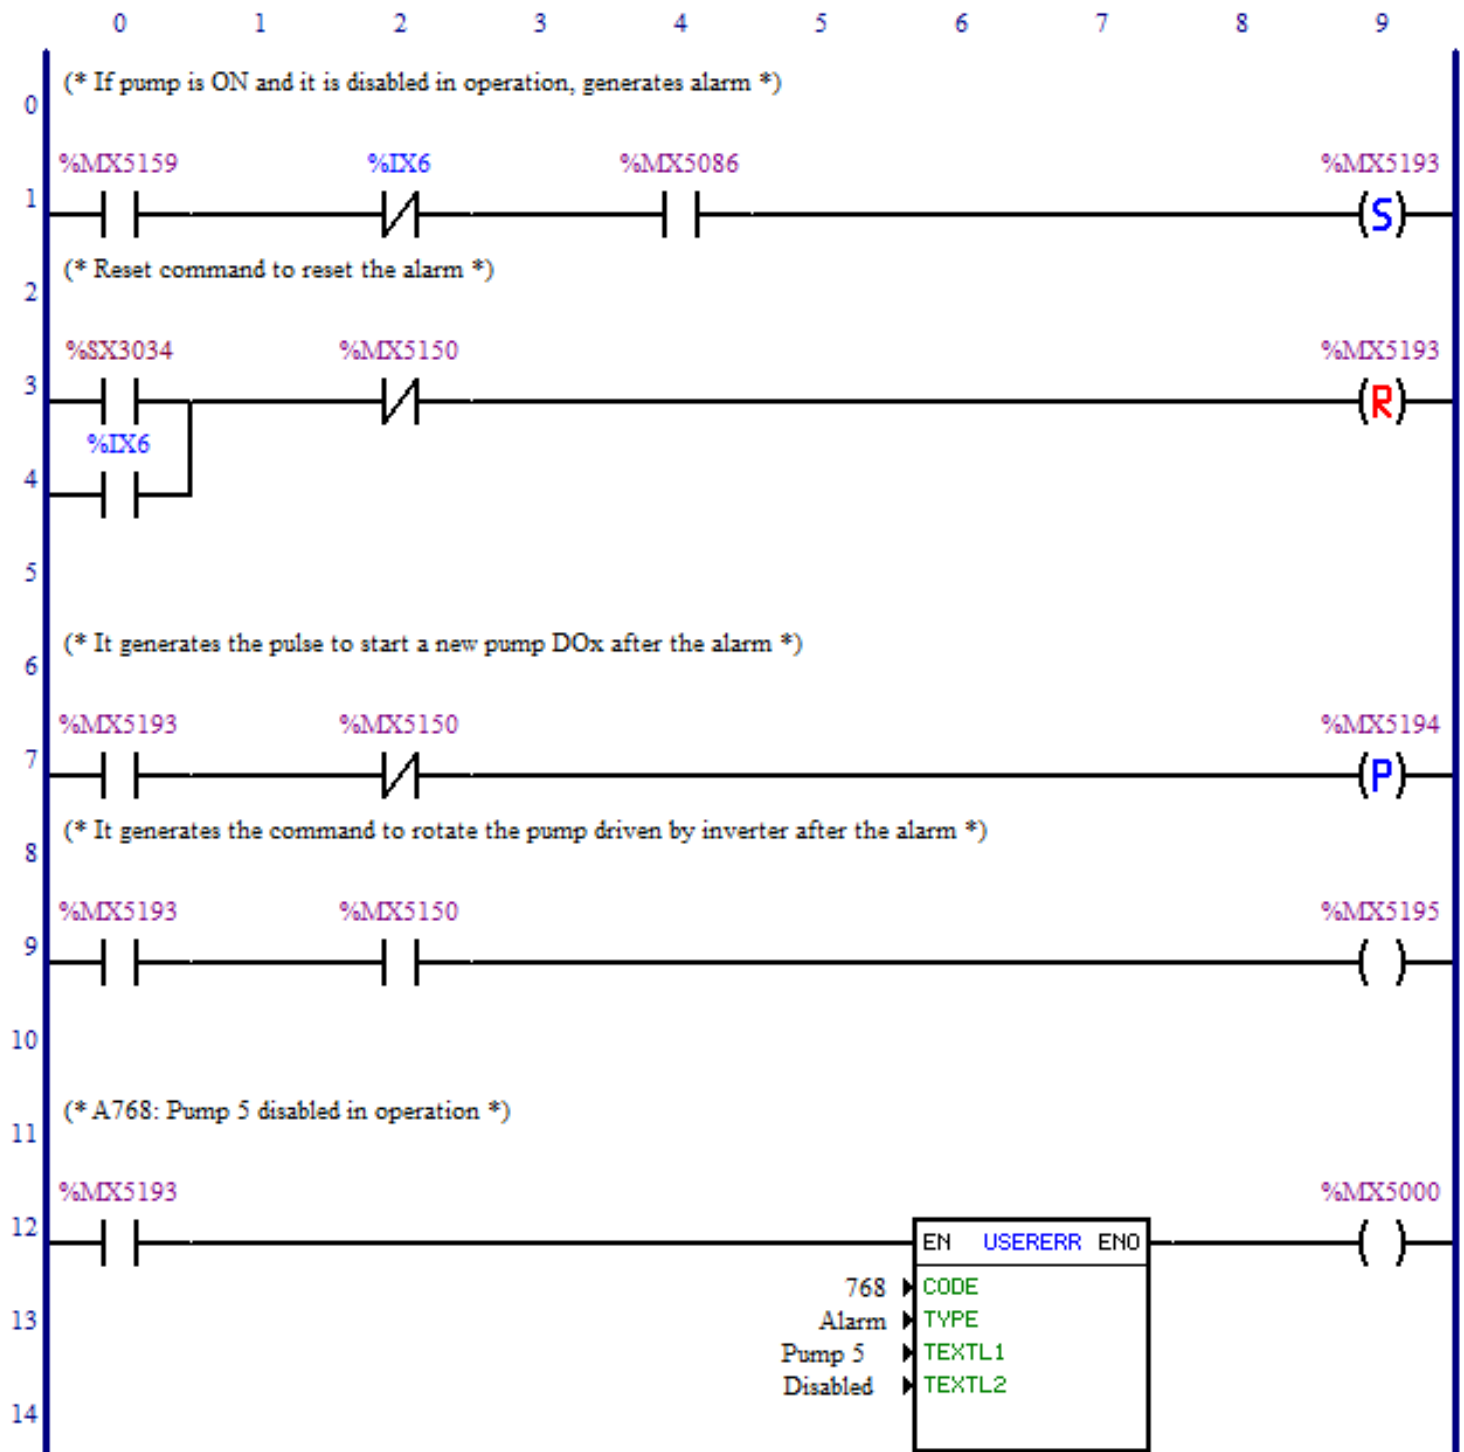 0 1 2 3 4 5 6 7 8 9
(* If pump is ON and it is disabled in operation, generates alarm *)
0
%MX5159 %IX6 %MX5086 %MX5193
1 S
(* Reset command to reset the alarm *)
2
%SX3034 %MX5150 %MX5193
3 R
%IX6
4
5
(* It generates the pulse to start a new pump DOx after the alarm *)
6
%MX5193 %MX5150 %MX5194
7 P
(* It generates the command to rotate the pump driven by inverter after the alarm *)
8
%MX5193 %MX5150 %MX5195
9
10
(* A768: Pump 5 disabled in operation *)
11
%MX5193 %MX5000
12 EN USERERR ENO
768 CODE
13 Alarm TYPE
Pump 5 TEXTL1
Disabled TEXTL2
14